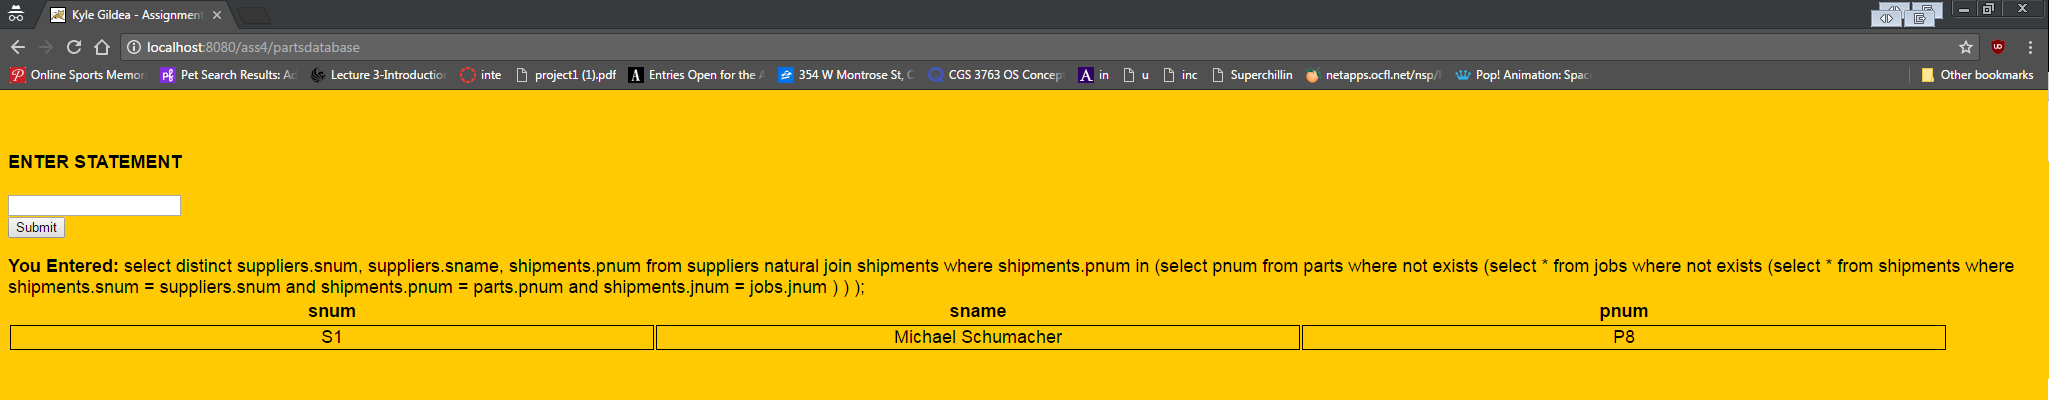 Kyle Gildea - Assignment
localhost:8080/ass4/partsdatabase
Online Sports Memor
Pet Search Results: Ad
Lecture 3-Introduction
inte
project1 (1).pdf
Entries Open for the A
354 W Montrose St, C
CGS 3763 OS Concep
in
u
inc
Superchillin
netapps.ocfl.net/nsp/
Pop! Animation: Spac
Other bookmarks
ENTER STATEMENT
Submit
You Entered: select distinct suppliers.snum, suppliers.sname, shipments.pnum from suppliers natural join shipments where shipments.pnum in (select pnum from parts where not exists (select * from jobs where not exists (select * from shipments where
shipments.snum = suppliers.snum and shipments.pnum = parts.pnum and shipments.jnum = jobs.jnum ) ) );
snum sname pnum
S1 Michael Schumacher P8